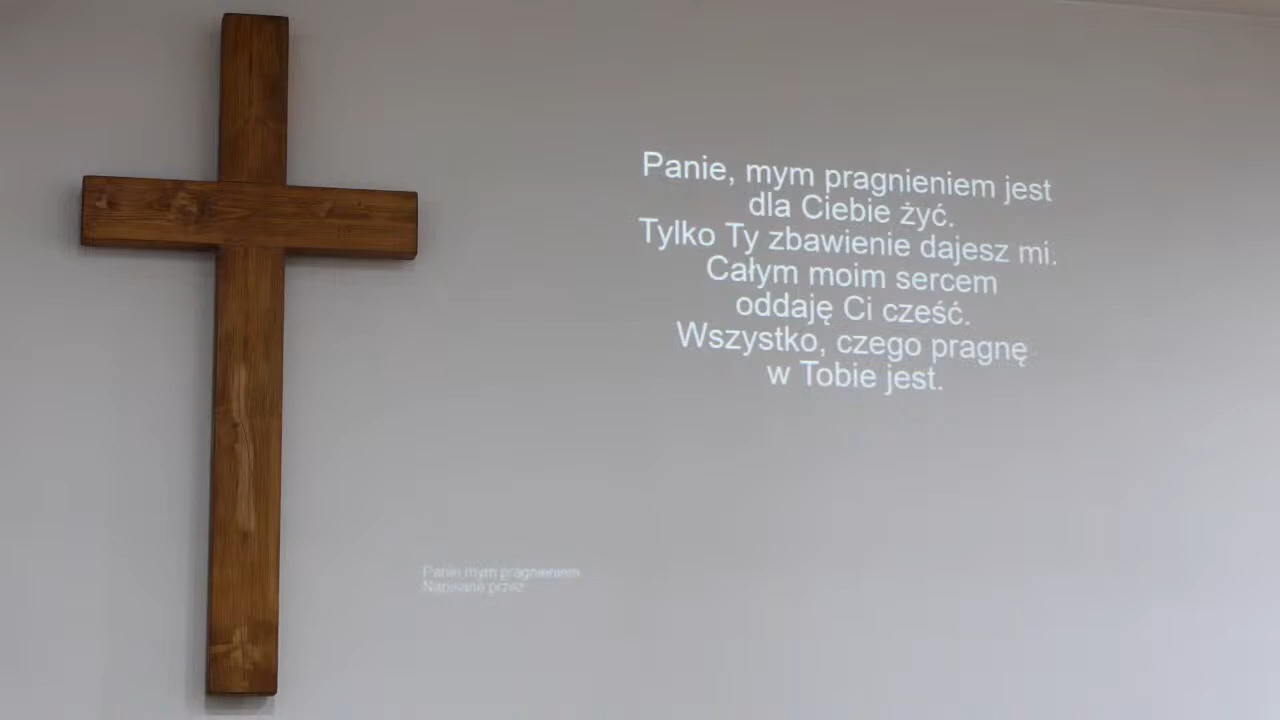 Panie, mym pragnieniem jest
dla Ciebie żyć.
Tylko Ty zbawienie dajesz mi.
Całym moim sercem
oddaję Ci cześć.
Wszystko, czego pragnę
w Tobie jest.
Panie mym pragnieniem
Napisane przez